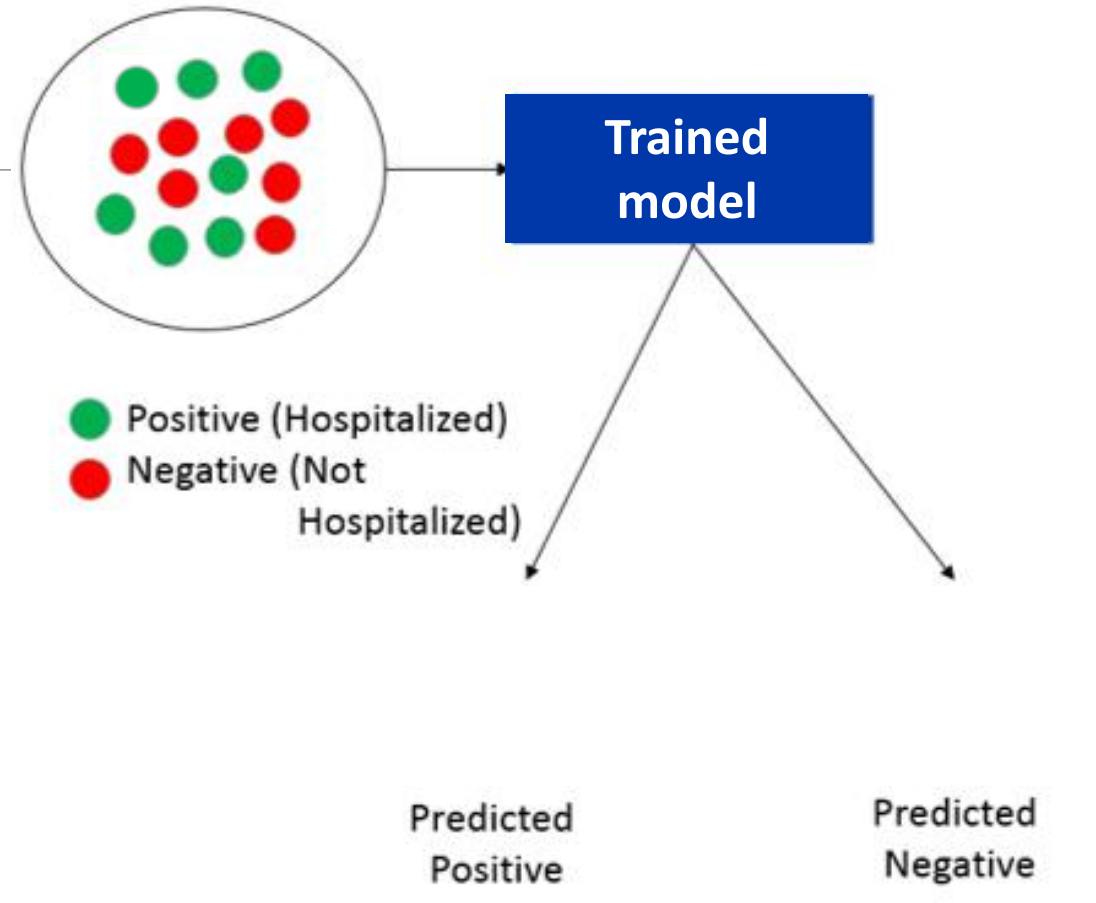 Trained
model
Positive (Hospitalized)
Negative (Not
Hospitalized)
Predicted
Positive
Predicted
Negative